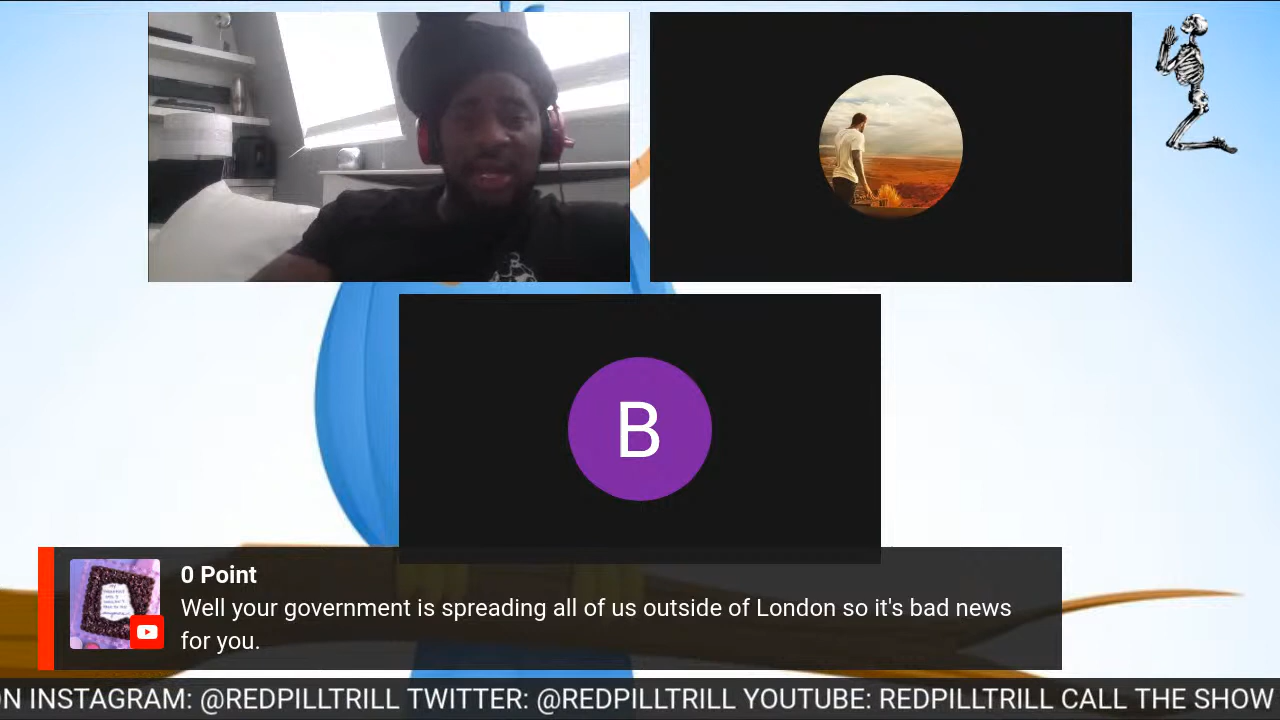 B
0 Point
Well your government is spreading all of us outside of London so it's bad news
for you.
ON INSTAGRAM: @REDPILLTRILL TWITTER: @REDPILLTRILL YOUTUBE: REDPILLTRILL CALL THE SHOW